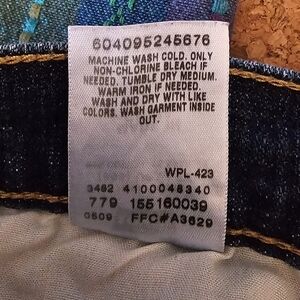 604095245676
MACHINE WASH COLD. ONLY
NON-CHLORINE BLEACH IF
NEEDED. TUMBLE DRY MEDIUM.
WARM IRON IF NEEDED.
WASH AND DRY WITH LIKE
COLORS. WASH GARMENT INSIDE
OUT.
WPL-423
3482 4100048340
779 155160039
0609 FFC#A3629